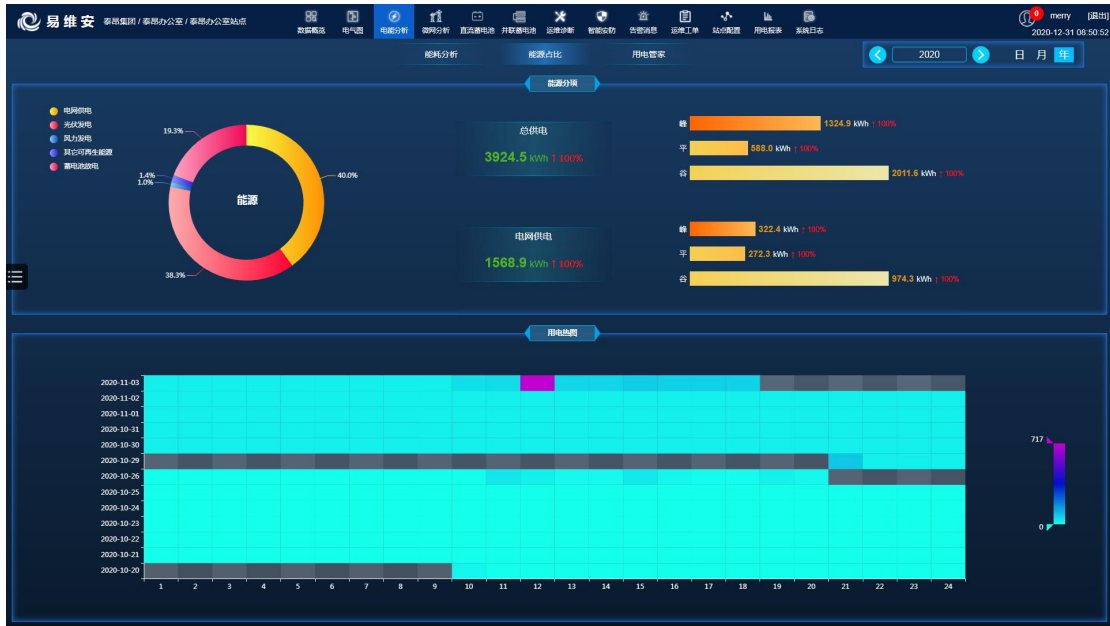 易维安 泰昂集团 / 泰昂办公室 / 泰昂办公室站点
数据概览 电气图 电能分析 微网分析 直流蓄电池 并联蓄电池 运维诊断 智能安防 告警消息 运维工单 站点配置 用电报表 系统日志
0 merry [退出]
2020-12-31 08:50:52
能耗分析 能源占比 用电管家
2020 日 月 年
能源分项
电网供电
光伏发电
风力发电
其它可再生能源
蓄电池放电
19.3%
1.4%
1.0%
40.0%
38.3%
能源
总供电
3924.5 kWh ↑ 100%
峰 1324.9 kWh ↑ 100%
平 588.0 kWh ↑ 100%
谷 2011.6 kWh ↑ 100%
电网供电
1568.9 kWh ↑ 100%
峰 322.4 kWh ↑ 100%
平 272.3 kWh ↑ 100%
谷 974.3 kWh ↑ 100%
用电热图
2020-11-03
2020-11-02
2020-11-01
2020-10-31
2020-10-30
2020-10-29
2020-10-26
2020-10-25
2020-10-24
2020-10-23
2020-10-22
2020-10-21
2020-10-20
1 2 3 4 5 6 7 8 9 10 11 12 13 14 15 16 17 18 19 20 21 22 23 24
717
0